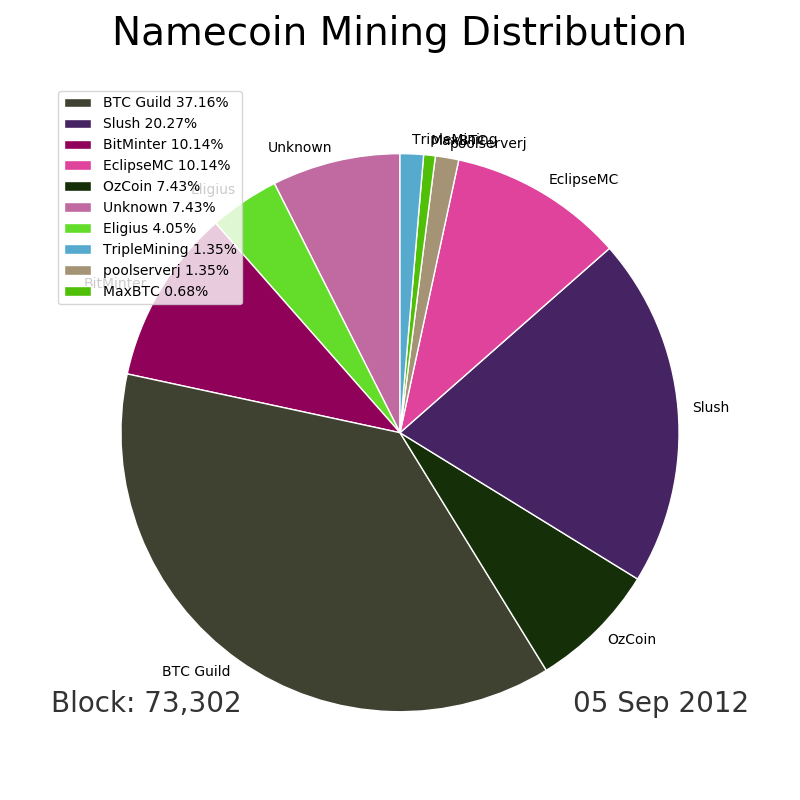 Namecoin Mining Distribution
BTC Guild 37.16%
Slush 20.27%
BitMinter 10.14%
EclipseMC 10.14%
OzCoin 7.43%
Unknown 7.43%
Eligius 4.05%
TripleMining 1.35%
poolserverj 1.35%
MaxBTC 0.68%
TripleMining
MaxBTC
poolserverj
Unknown
EclipseMC
Eligius
BitMinter
Slush
OzCoin
BTC Guild
Block: 73,302
05 Sep 2012